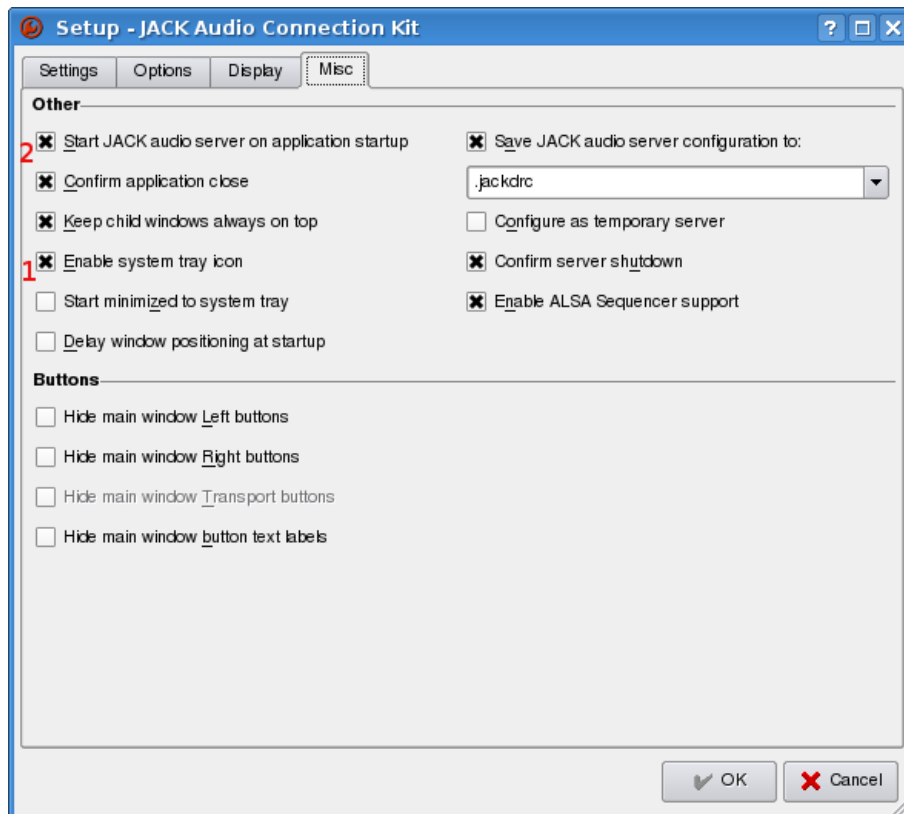 Setup - JACK Audio Connection Kit
Settings Options Display Misc
Other
2 Start JACK audio server on application startup
Confirm application close
Keep child windows always on top
1 Enable system tray icon
Start minimized to system tray
Delay window positioning at startup
Save JACK audio server configuration to:
.jackdrc
Configure as temporary server
Confirm server shutdown
Enable ALSA Sequencer support
Buttons
Hide main window Left buttons
Hide main window Right buttons
Hide main window Transport buttons
Hide main window button text labels
OK Cancel